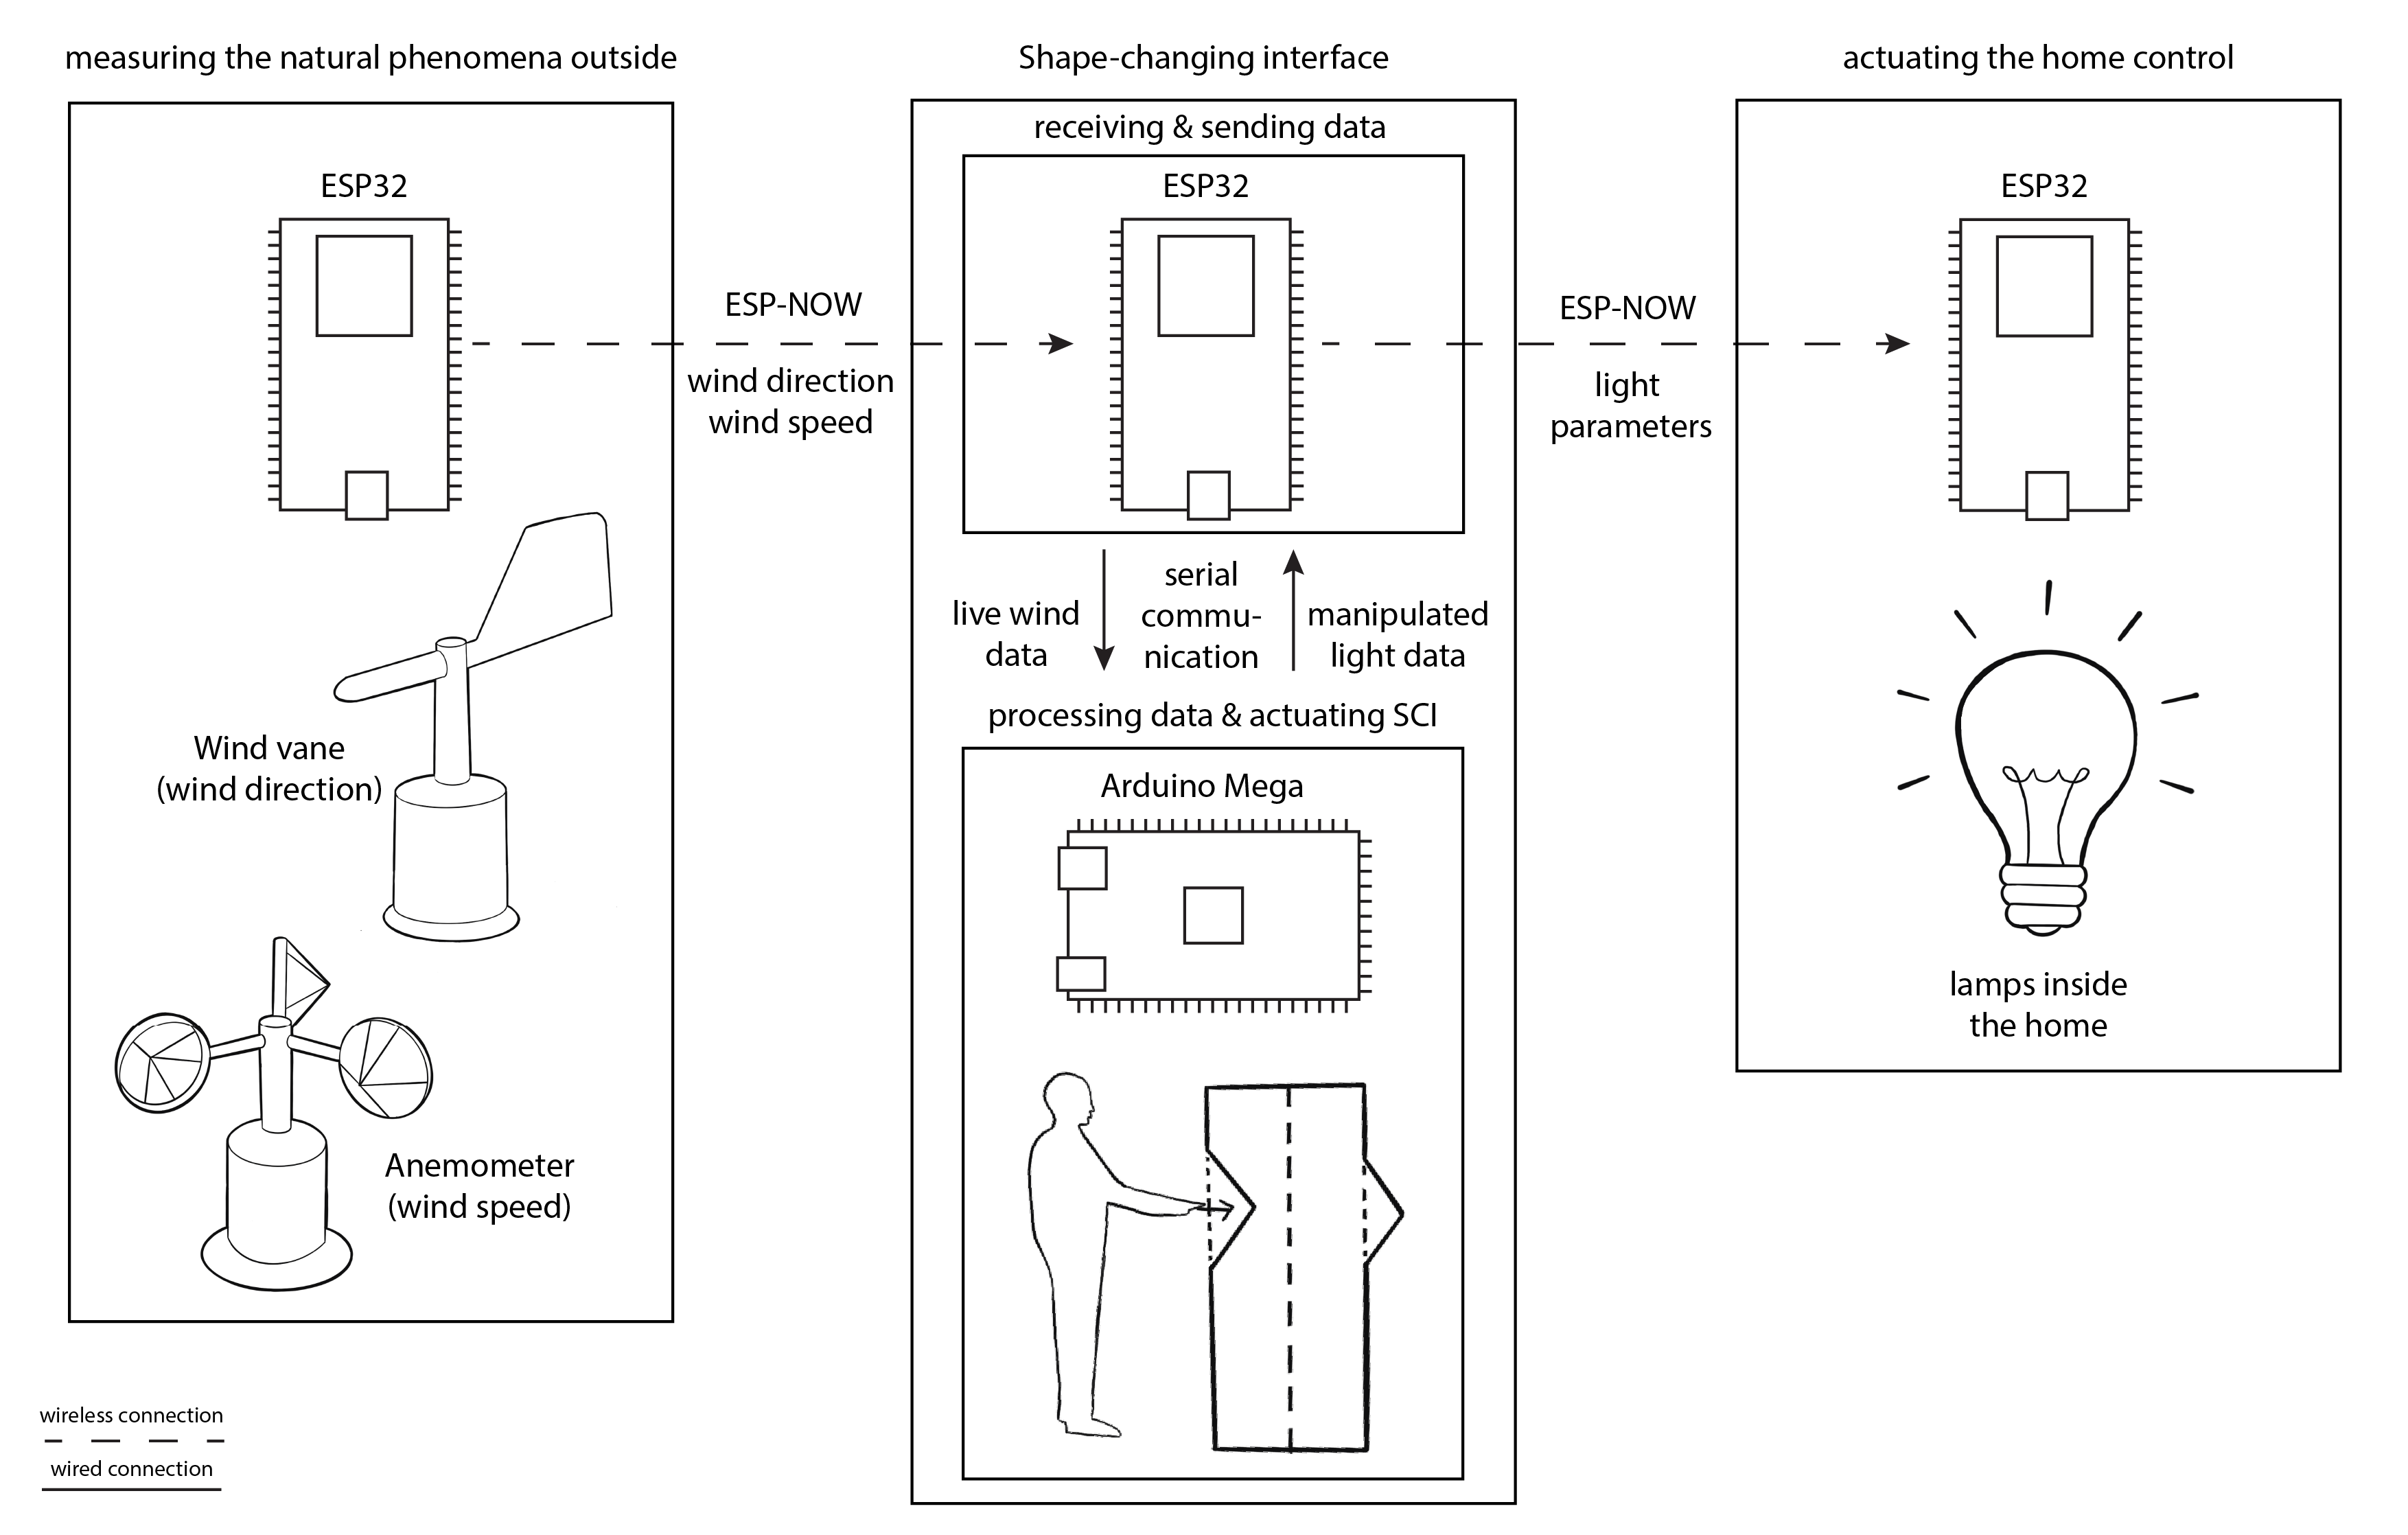 measuring the natural phenomena outside
ESP32
Wind vane
(wind direction)
Anemometer
(wind speed)
ESP-NOW
wind direction
wind speed
Shape-changing interface
receiving & sending data
ESP32
live wind
data
serial
commu-
nication
manipulated
light data
processing data & actuating SCI
Arduino Mega
ESP-NOW
light
parameters
actuating the home control
ESP32
lamps inside
the home
wireless connection
wired connection